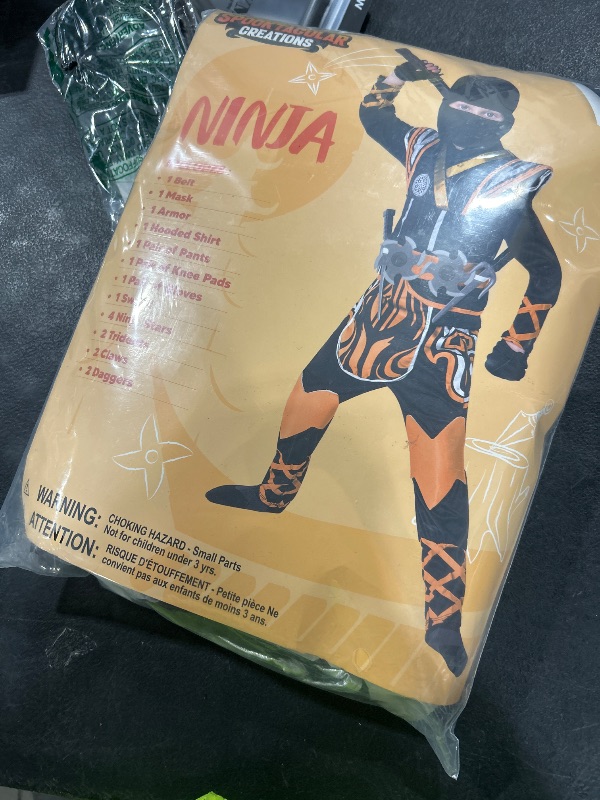 SPOOKTACULAR
CREATIONS
NINJA
• 1 Belt
• 1 Mask
1 Armor
1 Hooded Shirt
1 Pair of Pants
• 1 Pair of Knee Pads
• 1 Pair of Gloves
• 1
4 Ninja Stars
• 2 Tridents
• 2 Claws
• 2 Daggers
WARNING: CHOKING HAZARD - Small Parts
Not for children under 3 yrs.
ATTENTION: RISQUE D'ÉTOUFFEMENT - Petite pièce Ne
convient pas aux enfants de moins 3 ans.